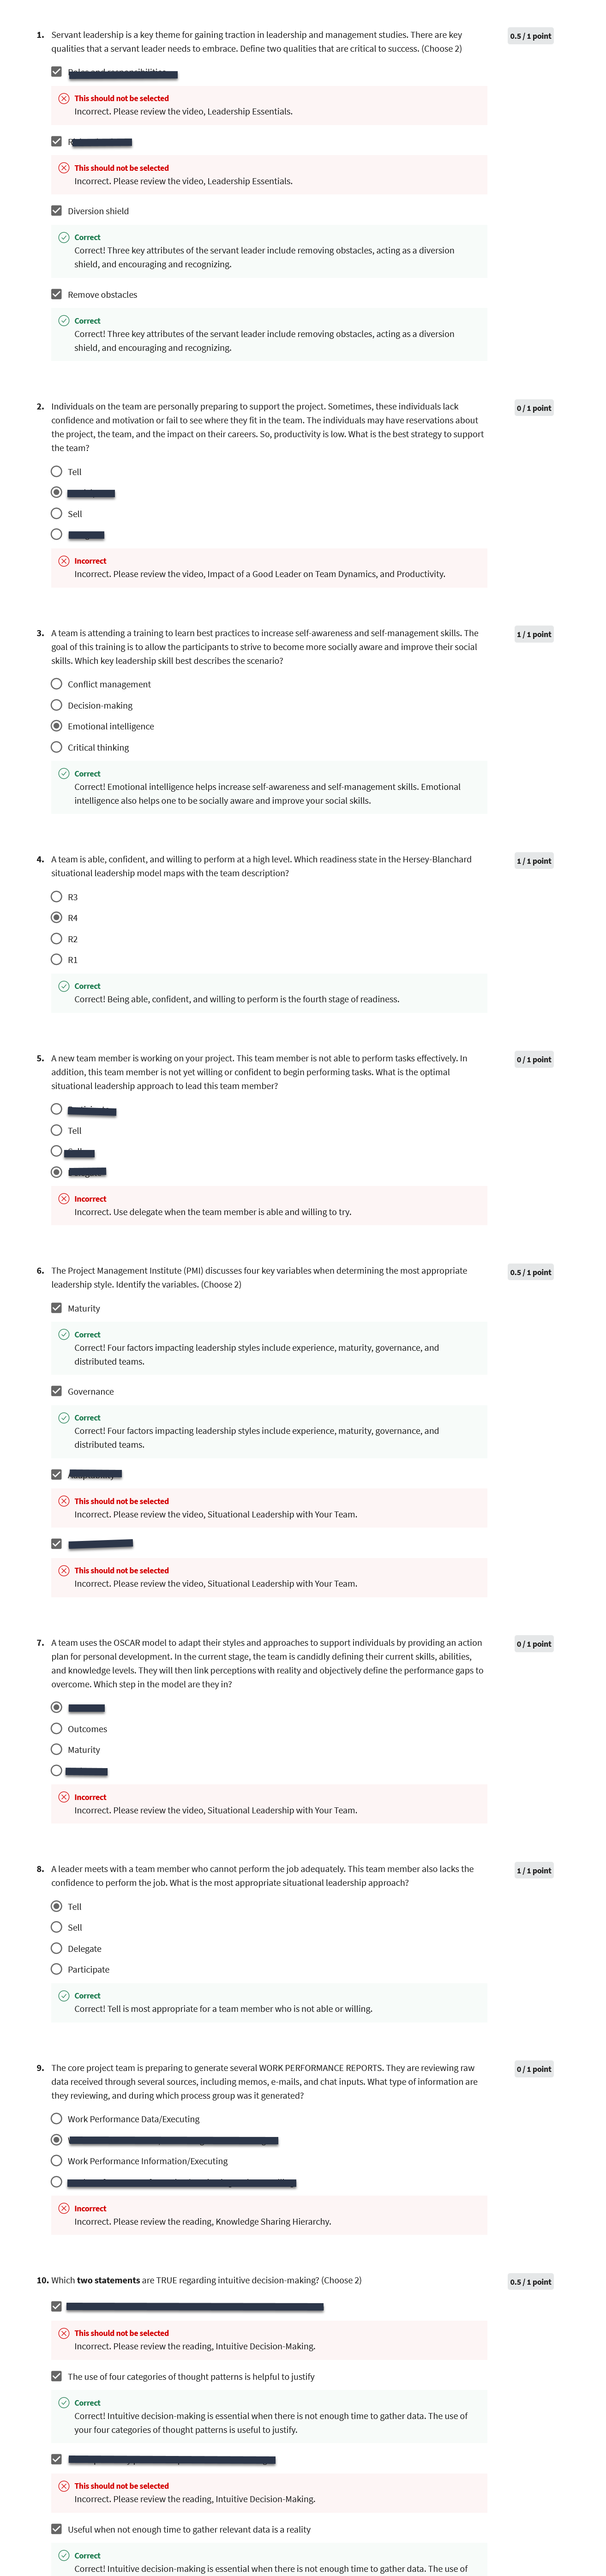 1. Servant leadership is a key theme for gaining traction in leadership and management studies. There are key
qualities that a servant leader needs to embrace. Define two qualities that are critical to success. (Choose 2)
0.5 / 1 point
This should not be selected
Incorrect. Please review the video, Leadership Essentials.
This should not be selected
Incorrect. Please review the video, Leadership Essentials.
Diversion shield
Correct
Correct! Three key attributes of the servant leader include removing obstacles, acting as a diversion
shield, and encouraging and recognizing.
Remove obstacles
Correct
Correct! Three key attributes of the servant leader include removing obstacles, acting as a diversion
shield, and encouraging and recognizing.
2. Individuals on the team are personally preparing to support the project. Sometimes, these individuals lack
confidence and motivation or fail to see where they fit in the team. The individuals may have reservations about
the project, the team, and the impact on their careers. So, productivity is low. What is the best strategy to support
the team?
0 / 1 point
Tell
Sell
Incorrect
Incorrect. Please review the video, Impact of a Good Leader on Team Dynamics, and Productivity.
3. A team is attending a training to learn best practices to increase self-awareness and self-management skills. The
goal of this training is to allow the participants to strive to become more socially aware and improve their social
skills. Which key leadership skill best describes the scenario?
1 / 1 point
Conflict management
Decision-making
Emotional intelligence
Critical thinking
Correct
Correct! Emotional intelligence helps increase self-awareness and self-management skills. Emotional
intelligence also helps one to be socially aware and improve your social skills.
4. A team is able, confident, and willing to perform at a high level. Which readiness state in the Hersey-Blanchard
situational leadership model maps with the team description?
1 / 1 point
R3
R4
R2
R1
Correct
Correct! Being able, confident, and willing to perform is the fourth stage of readiness.
5. A new team member is working on your project. This team member is not able to perform tasks effectively. In
addition, this team member is not yet willing or confident to begin performing tasks. What is the optimal
situational leadership approach to lead this team member?
0 / 1 point
Tell
Incorrect
Incorrect. Use delegate when the team member is able and willing to try.
6. The Project Management Institute (PMI) discusses four key variables when determining the most appropriate
leadership style. Identify the variables. (Choose 2)
0.5 / 1 point
Maturity
Correct
Correct! Four factors impacting leadership styles include experience, maturity, governance, and
distributed teams.
Governance
Correct
Correct! Four factors impacting leadership styles include experience, maturity, governance, and
distributed teams.
This should not be selected
Incorrect. Please review the video, Situational Leadership with Your Team.
This should not be selected
Incorrect. Please review the video, Situational Leadership with Your Team.
7. A team uses the OSCAR model to adapt their styles and approaches to support individuals by providing an action
plan for personal development. In the current stage, the team is candidly defining their current skills, abilities,
and knowledge levels. They will then link perceptions with reality and objectively define the performance gaps to
overcome. Which step in the model are they in?
0 / 1 point
Outcomes
Maturity
Incorrect
Incorrect. Please review the video, Situational Leadership with Your Team.
8. A leader meets with a team member who cannot perform the job adequately. This team member also lacks the
confidence to perform the job. What is the most appropriate situational leadership approach?
1 / 1 point
Tell
Sell
Delegate
Participate
Correct
Correct! Tell is most appropriate for a team member who is not able or willing.
9. The core project team is preparing to generate several WORK PERFORMANCE REPORTS. They are reviewing raw
data received through several sources, including memos, e-mails, and chat inputs. What type of information are
they reviewing, and during which process group was it generated?
0 / 1 point
Work Performance Data/Executing
Work Performance Information/Executing
Incorrect
Incorrect. Please review the reading, Knowledge Sharing Hierarchy.
10. Which two statements are TRUE regarding intuitive decision-making? (Choose 2)
0.5 / 1 point
This should not be selected
Incorrect. Please review the reading, Intuitive Decision-Making.
The use of four categories of thought patterns is helpful to justify
Correct
Correct! Intuitive decision-making is essential when there is not enough time to gather data. The use of
your four categories of thought patterns is useful to justify.
This should not be selected
Incorrect. Please review the reading, Intuitive Decision-Making.
Useful when not enough time to gather relevant data is a reality
Correct
Correct! Intuitive decision-making is essential when there is not enough time to gather data. The use of